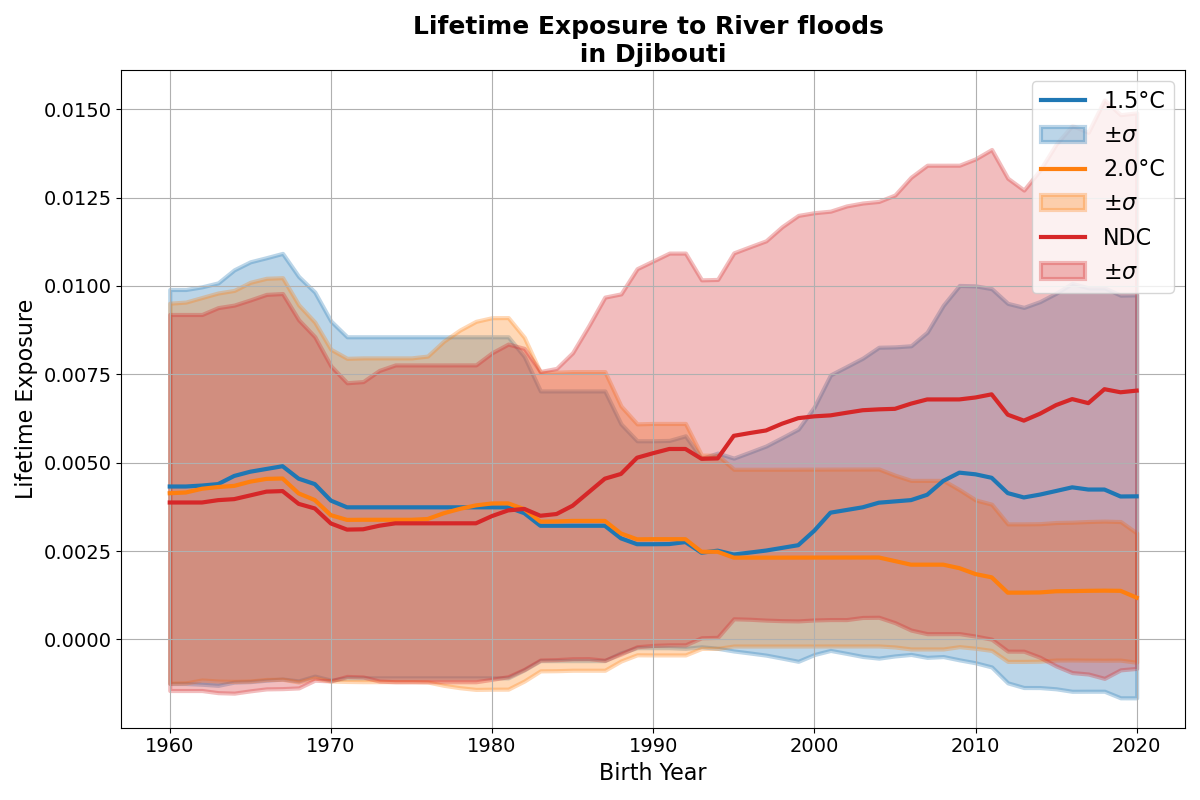 Lifetime Exposure to River floods
in Djibouti
0.0150
0.0125
0.0100
0.0075
0.0050
0.0025
0.0000
Lifetime Exposure
1960
1970
1980
1990
2000
2010
2020
Birth Year
1.5°C
±σ
2.0°C
±σ
NDC
±σ